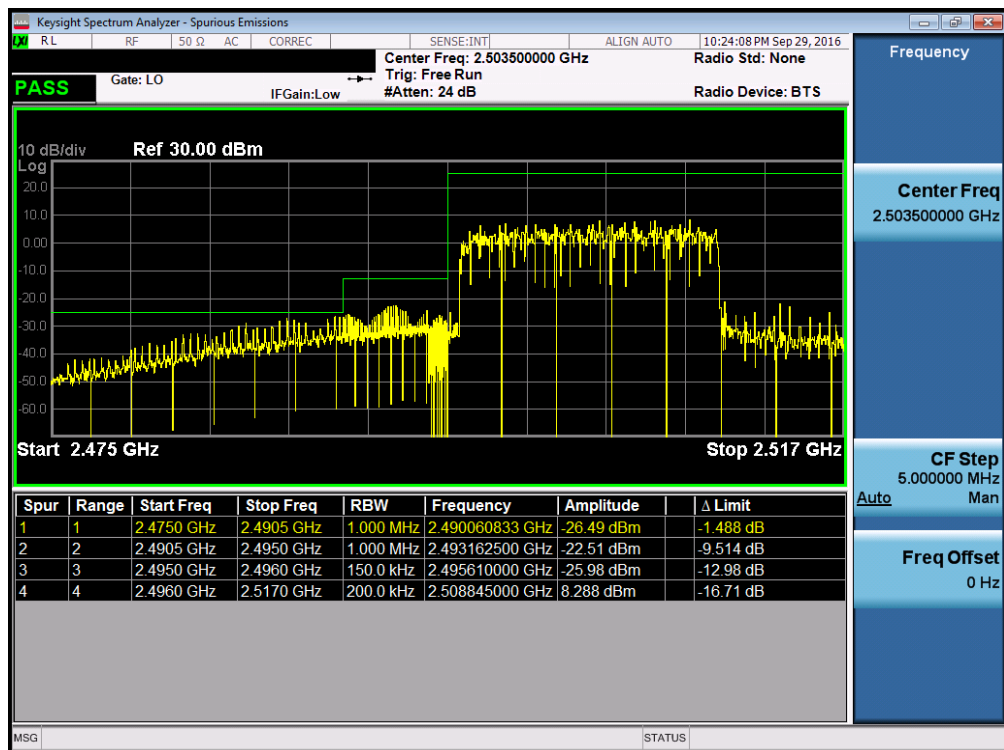 Keysight Spectrum Analyzer - Spurious Emissions
LXI RL RF 50 Ω AC CORREC SENSE:INT ALIGN AUTO 10:24:08 PM Sep 29, 2016
Center Freq: 2.503500000 GHz Radio Std: None
Gate: LO Trig: Free Run
PASS IFGain:Low #Atten: 24 dB Radio Device: BTS
10 dB/div Ref 30.00 dBm
Log
20.0
10.0
0.00
-10.0
-20.0
-30.0
-40.0
-50.0
-60.0
Start 2.475 GHz Stop 2.517 GHz
Spur Range Start Freq Stop Freq RBW Frequency Amplitude Δ Limit
1 1 2.4750 GHz 2.4905 GHz 1.000 MHz 2.490060833 GHz -26.49 dBm -1.488 dB
2 2 2.4905 GHz 2.4950 GHz 1.000 MHz 2.493162500 GHz -22.51 dBm -9.514 dB
3 3 2.4950 GHz 2.4960 GHz 150.0 kHz 2.495610000 GHz -25.98 dBm -12.98 dB
4 4 2.4960 GHz 2.5170 GHz 200.0 kHz 2.508845000 GHz 8.288 dBm -16.71 dB
MSG STATUS
Frequency
Center Freq
2.503500000 GHz
CF Step
5.000000 MHz
Auto Man
Freq Offset
0 Hz